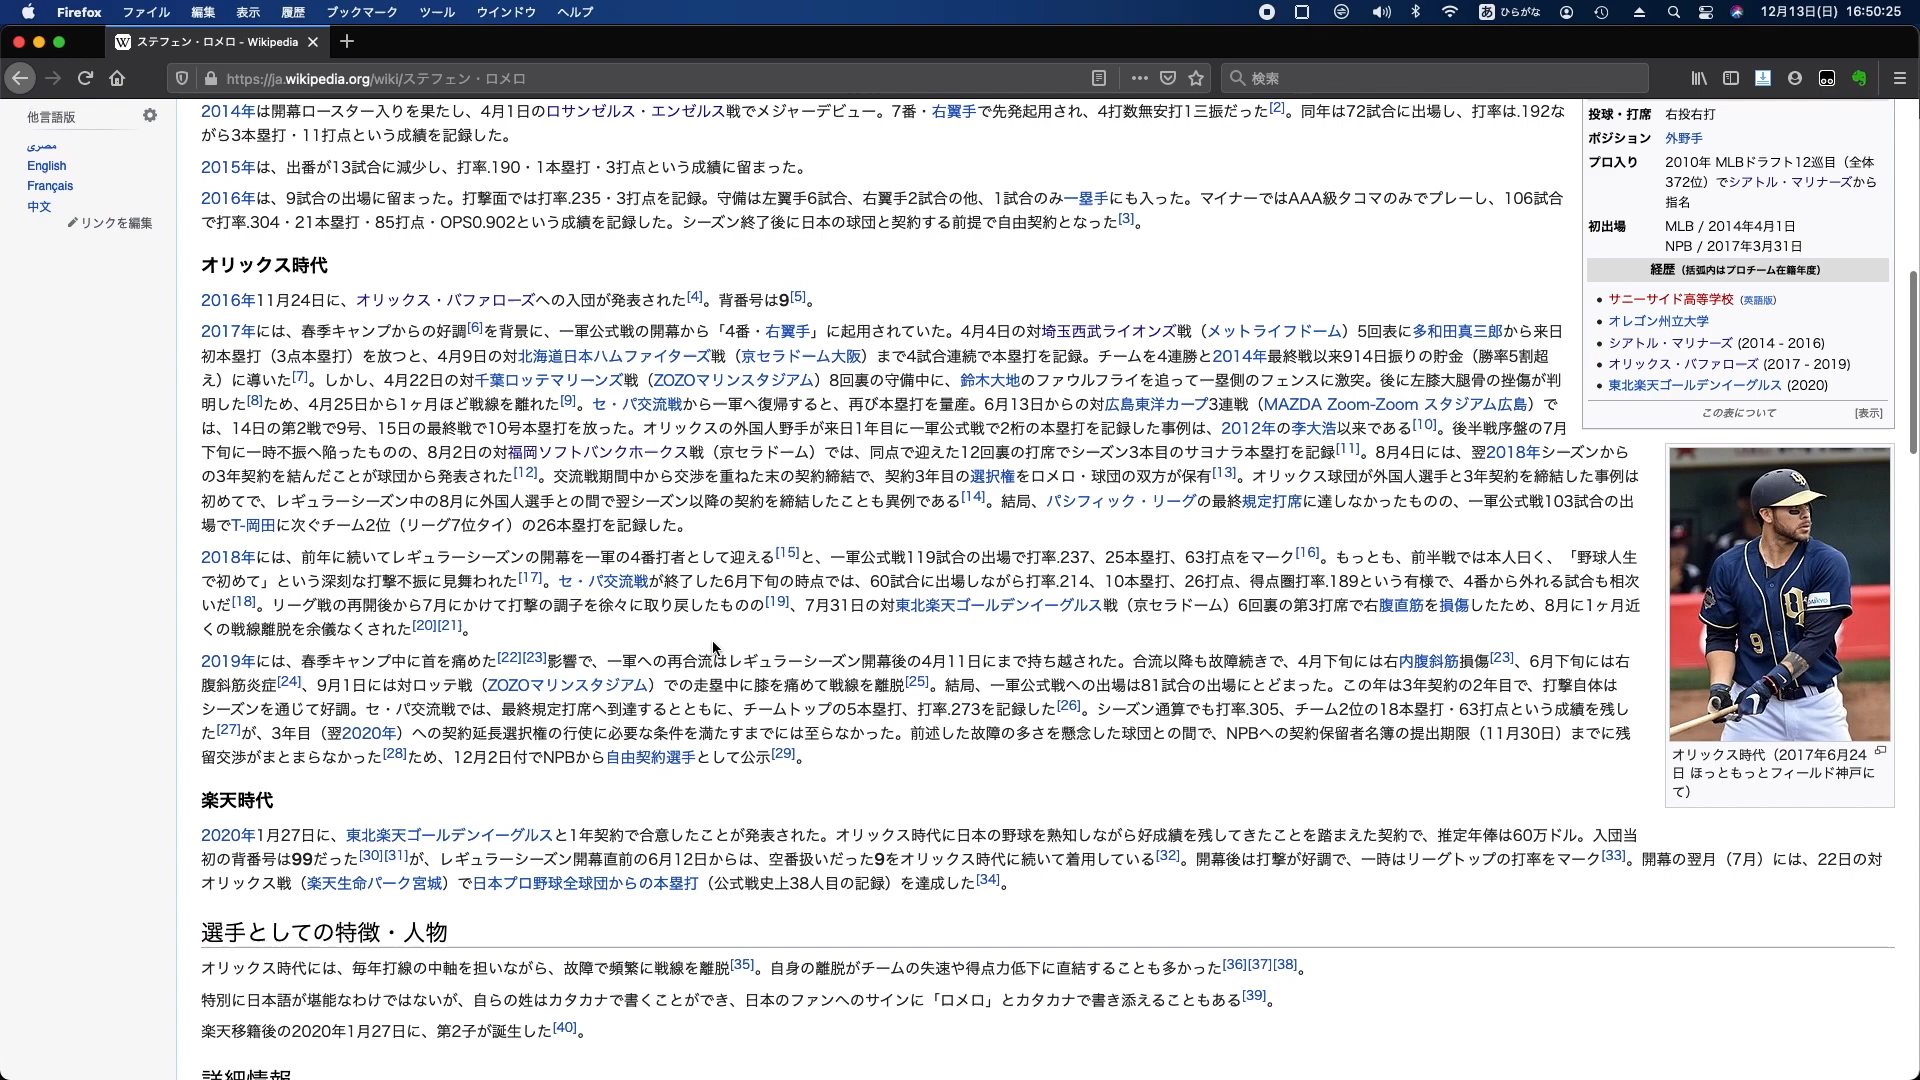 Firefox ファイル 編集 表示 履歴 ブックマーク ツール ウインドウ ヘルプ
あ ひらがな 12月13日(日) 16:50:25
W ステフェン・ロメロ - Wikipedia
https://ja.wikipedia.org/wiki/ステフェン・ロメロ
検索
他言語版
مصرى
English
Français
中文
リンクを編集
2014年は開幕ロースター入りを果たし、4月1日のロサンゼルス・エンゼルス戦でメジャーデビュー。7番・右翼手で先発起用され、4打数無安打1三振だった[2]。同年は72試合に出場し、打率は.192な
がら3本塁打・11打点という成績を記録した。
2015年は、出番が13試合に減少し、打率.190・1本塁打・3打点という成績に留まった。
2016年は、9試合の出場に留まった。打撃面では打率.235・3打点を記録。守備は左翼手6試合、右翼手2試合の他、1試合のみ一塁手にも入った。マイナーではAAA級タコマのみでプレーし、106試合
で打率.304・21本塁打・85打点・OPS0.902という成績を記録した。シーズン終了後に日本の球団と契約する前提で自由契約となった[3]。
オリックス時代
2016年11月24日に、オリックス・バファローズへの入団が発表された[4]。背番号は9[5]。
2017年には、春季キャンプからの好調[6]を背景に、一軍公式戦の開幕から「4番・右翼手」に起用されていた。4月4日の対埼玉西武ライオンズ戦（メットライフドーム）5回表に多和田真三郎から来日
初本塁打（3点本塁打）を放つと、4月9日の対北海道日本ハムファイターズ戦（京セラドーム大阪）まで4試合連続で本塁打を記録。チームを4連勝と2014年最終戦以来914日振りの貯金（勝率5割超
え）に導いた[7]。しかし、4月22日の対千葉ロッテマリーンズ戦（ZOZOマリンスタジアム）8回裏の守備中に、鈴木大地のファウルフライを追って一塁側のフェンスに激突。後に左膝大腿骨の挫傷が判
明した[8]ため、4月25日から1ヶ月ほど戦線を離れた[9]。セ・パ交流戦から一軍へ復帰すると、再び本塁打を量産。6月13日からの対広島東洋カープ3連戦（MAZDA Zoom-Zoom スタジアム広島）で
は、14日の第2戦で9号、15日の最終戦で10号本塁打を放った。オリックスの外国人野手が来日1年目に一軍公式戦で2桁の本塁打を記録した事例は、2012年の李大浩以来である[10]。後半戦序盤の7月
下旬に一時不振へ陥ったものの、8月2日の対福岡ソフトバンクホークス戦（京セラドーム）では、同点で迎えた12回裏の打席でシーズン3本目のサヨナラ本塁打を記録[11]。8月4日には、翌2018年シーズンから
の3年契約を結んだことが球団から発表された[12]。交流戦期間中から交渉を重ねた末の契約締結で、契約3年目の選択権をロメロ・球団の双方が保有[13]。オリックス球団が外国人選手と3年契約を締結した事例は
初めてで、レギュラーシーズン中の8月に外国人選手との間で翌シーズン以降の契約を締結したことも異例である[14]。結局、パシフィック・リーグの最終規定打席に達しなかったものの、一軍公式戦103試合の出
場でT-岡田に次ぐチーム2位（リーグ7位タイ）の26本塁打を記録した。
2018年には、前年に続いてレギュラーシーズンの開幕を一軍の4番打者として迎える[15]と、一軍公式戦119試合の出場で打率.237、25本塁打、63打点をマーク[16]。もっとも、前半戦では本人曰く、「野球人生
で初めて」という深刻な打撃不振に見舞われた[17]。セ・パ交流戦が終了した6月下旬の時点では、60試合に出場しながら打率.214、10本塁打、26打点、得点圏打率.189という有様で、4番から外れる試合も相次
いだ[18]。リーグ戦の再開後から7月にかけて打撃の調子を徐々に取り戻したものの[19]、7月31日の対東北楽天ゴールデンイーグルス戦（京セラドーム）6回裏の第3打席で右腹直筋を損傷したため、8月に1ヶ月近
くの戦線離脱を余儀なくされた[20][21]。
2019年には、春季キャンプ中に首を痛めた[22][23]影響で、一軍への再合流はレギュラーシーズン開幕後の4月11日にまで持ち越された。合流以降も故障続きで、4月下旬には右内腹斜筋損傷[23]、6月下旬には右
腹斜筋炎症[24]、9月1日には対ロッテ戦（ZOZOマリンスタジアム）での走塁中に膝を痛めて戦線を離脱[25]。結局、一軍公式戦への出場は81試合の出場にとどまった。この年は3年契約の2年目で、打撃自体は
シーズンを通じて好調。セ・パ交流戦では、最終規定打席へ到達するとともに、チームトップの5本塁打、打率.273を記録した[26]。シーズン通算でも打率.305、チーム2位の18本塁打・63打点という成績を残し
た[27]が、3年目（翌2020年）への契約延長選択権の行使に必要な条件を満たすまでには至らなかった。前述した故障の多さを懸念した球団との間で、NPBへの契約保留者名簿の提出期限（11月30日）までに残
留交渉がまとまらなかった[28]ため、12月2日付でNPBから自由契約選手として公示[29]。
楽天時代
2020年1月27日に、東北楽天ゴールデンイーグルスと1年契約で合意したことが発表された。オリックス時代に日本の野球を熟知しながら好成績を残してきたことを踏まえた契約で、推定年俸は60万ドル。入団当
初の背番号は99だった[30][31]が、レギュラーシーズン開幕直前の6月12日からは、空番扱いだった9をオリックス時代に続いて着用している[32]。開幕後は打撃が好調で、一時はリーグトップの打率をマーク[33]。開幕の翌月（7月）には、22日の対
オリックス戦（楽天生命パーク宮城）で日本プロ野球全球団からの本塁打（公式戦史上38人目の記録）を達成した[34]。
選手としての特徴・人物
オリックス時代には、毎年打線の中軸を担いながら、故障で頻繁に戦線を離脱[35]。自身の離脱がチームの失速や得点力低下に直結することも多かった[36][37][38]。
特別に日本語が堪能なわけではないが、自らの姓はカタカナで書くことができ、日本のファンへのサインに「ロメロ」とカタカナで書き添えることもある[39]。
楽天移籍後の2020年1月27日に、第2子が誕生した[40]。
詳細情報
投球・打席 右投右打
ポジション 外野手
プロ入り 2010年 MLBドラフト12巡目（全体
372位）でシアトル・マリナーズから
指名
初出場 MLB / 2014年4月1日
NPB / 2017年3月31日
経歴（括弧内はプロチーム在籍年度）
サニーサイド高等学校（英語版）
オレゴン州立大学
シアトル・マリナーズ (2014 - 2016)
オリックス・バファローズ (2017 - 2019)
東北楽天ゴールデンイーグルス (2020)
この表について [表示]
9
オリックス時代（2017年6月24
日 ほっともっとフィールド神戸に
て）